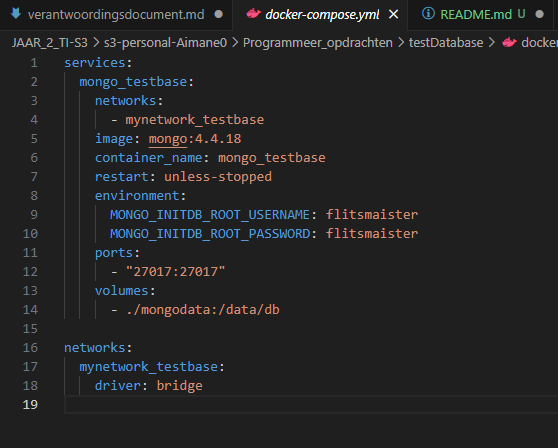 verantwoordingsdocument.md docker-compose.yml README.md U
JAAR_2_TI-S3 > s3-personal-Aimane0 > Programmeer_opdrachten > testDatabase > docker
1 services:
2   mongo_testbase:
3     networks:
4       - mynetwork_testbase
5     image: mongo:4.4.18
6     container_name: mongo_testbase
7     restart: unless-stopped
8     environment:
9       MONGO_INITDB_ROOT_USERNAME: flitsmaister
10       MONGO_INITDB_ROOT_PASSWORD: flitsmaister
11     ports:
12       - "27017:27017"
13     volumes:
14       - ./mongodata:/data/db
15
16 networks:
17   mynetwork_testbase:
18     driver: bridge
19